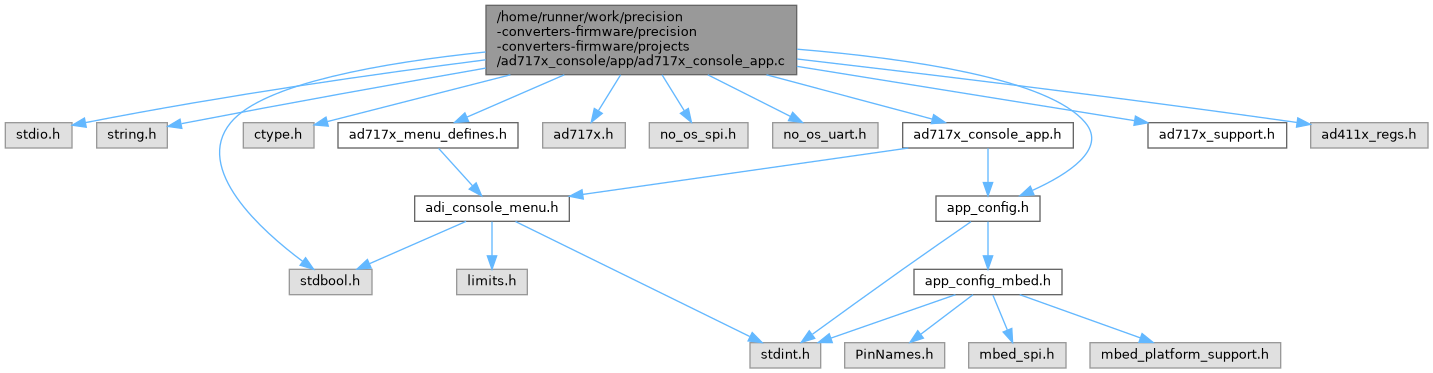 /home/runner/work/precision
-converters-firmware/precision
-converters-firmware/projects
/ad717x_console/app/ad717x_console_app.c
stdio.h
string.h
ctype.h
ad717x_menu_defines.h
ad717x.h
no_os_spi.h
no_os_uart.h
ad717x_console_app.h
ad717x_support.h
ad411x_regs.h
adi_console_menu.h
app_config.h
stdbool.h
limits.h
app_config_mbed.h
stdint.h
PinNames.h
mbed_spi.h
mbed_platform_support.h